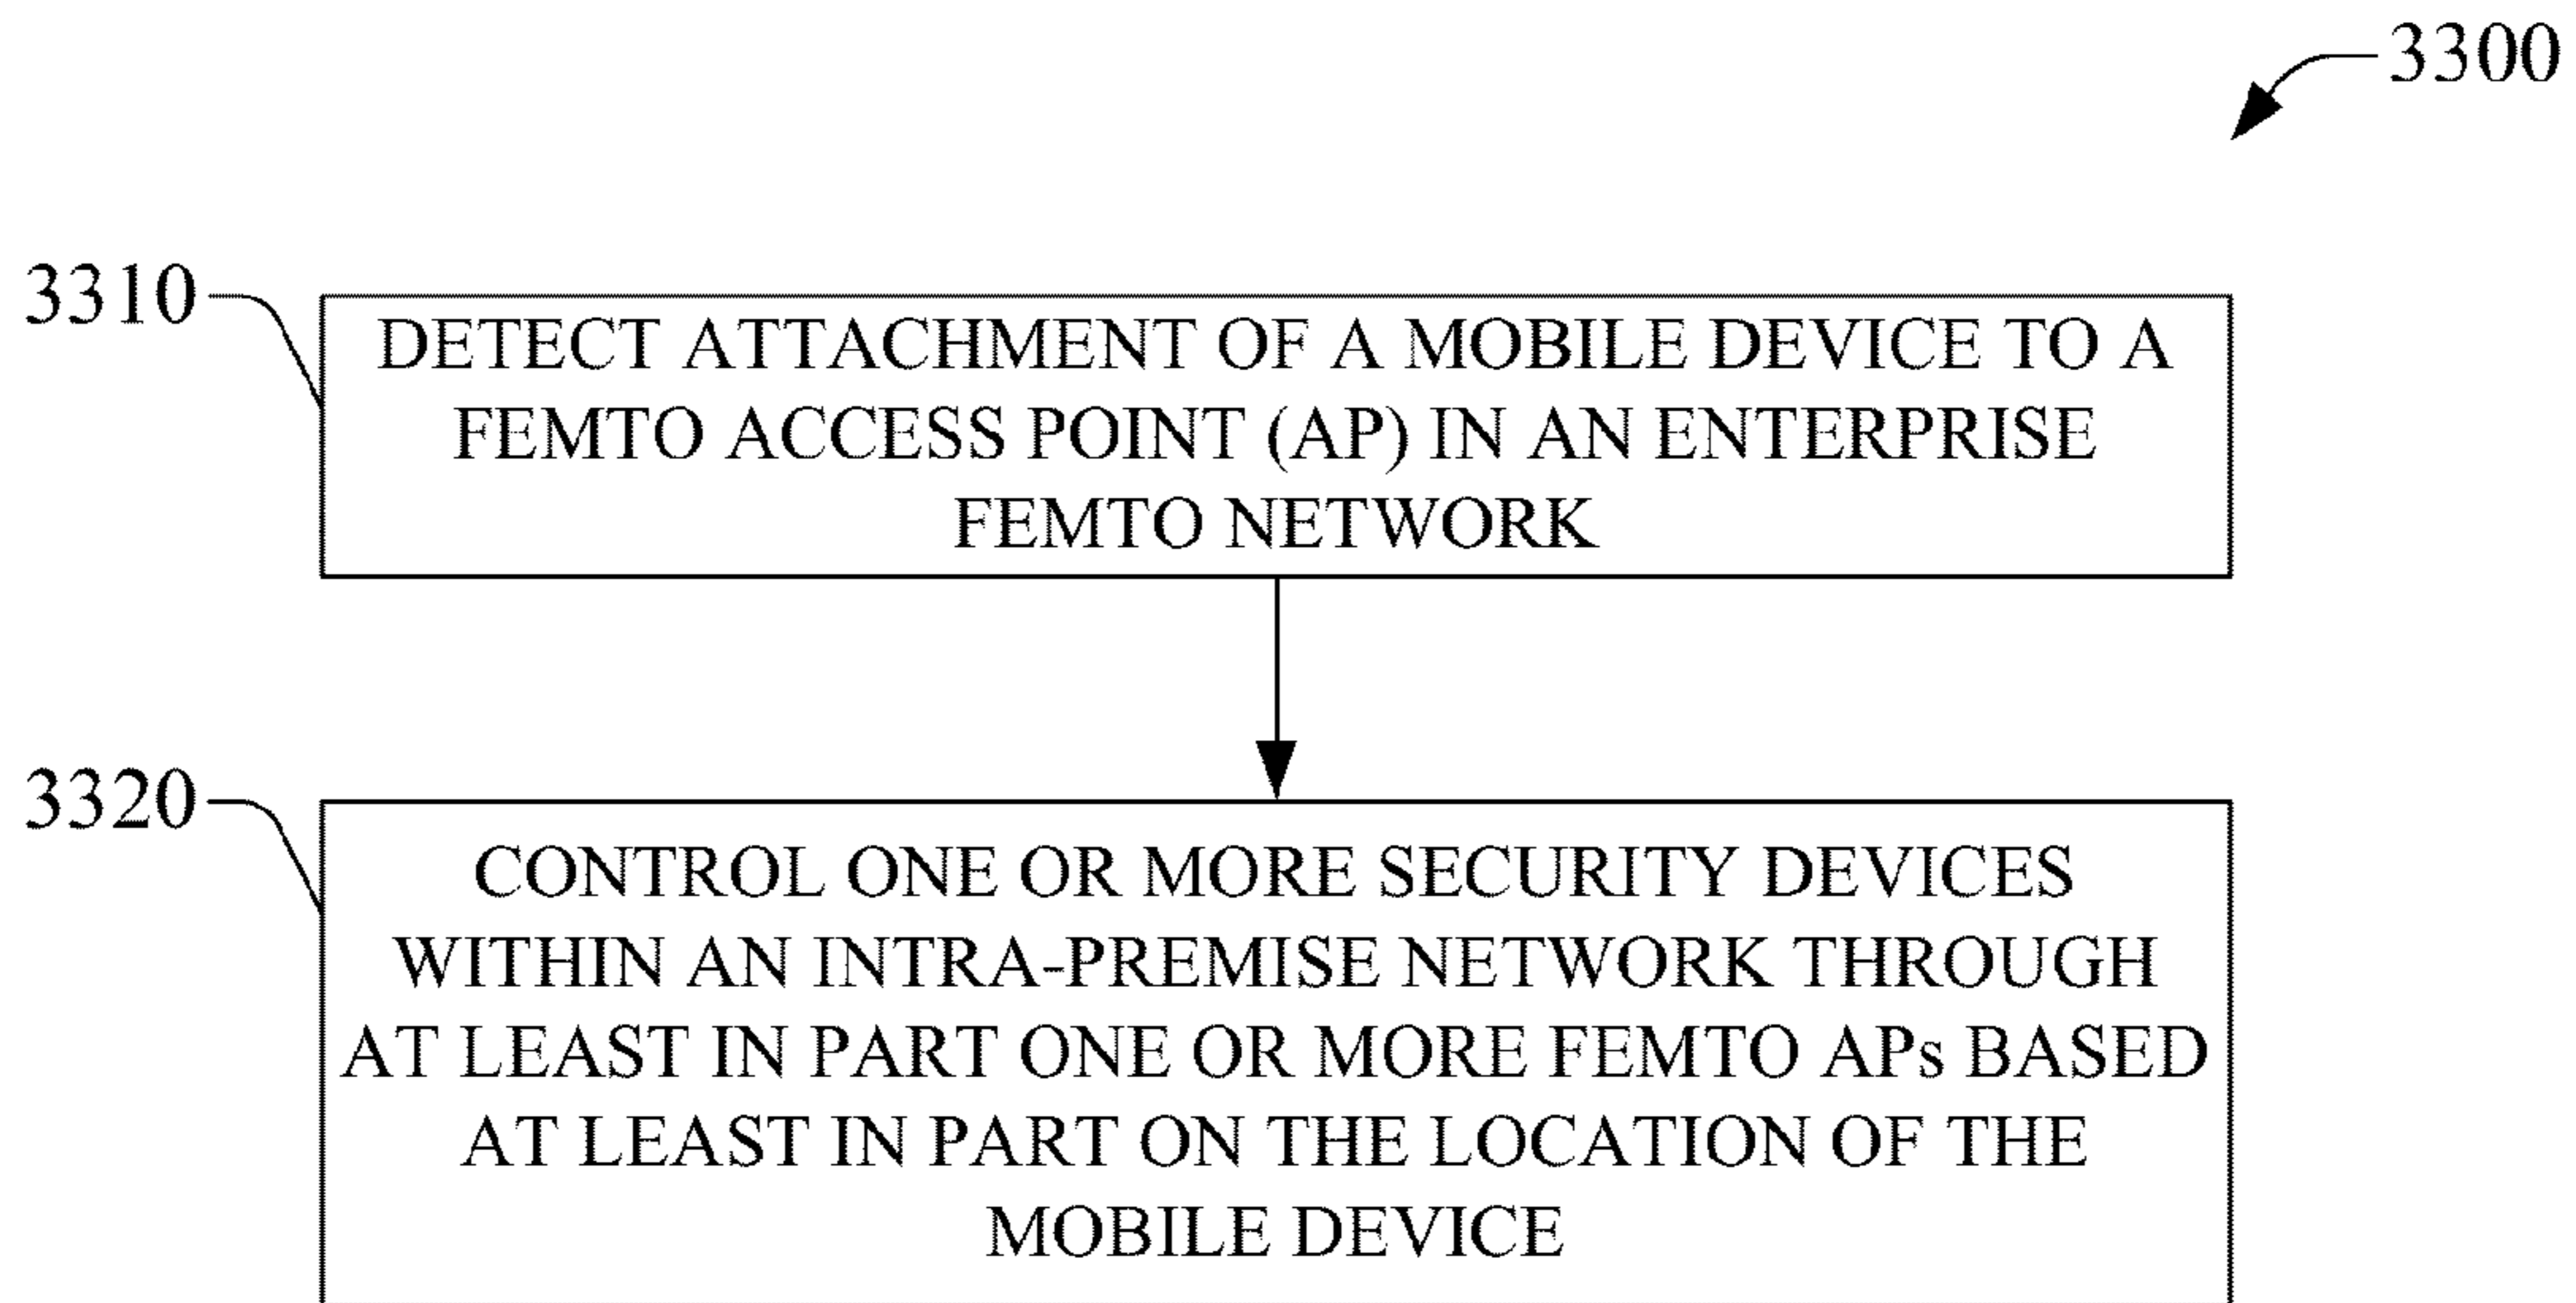 3300
3310
DETECT ATTACHMENT OF A MOBILE DEVICE TO A
FEMTO ACCESS POINT (AP) IN AN ENTERPRISE
FEMTO NETWORK
3320
CONTROL ONE OR MORE SECURITY DEVICES
WITHIN AN INTRA-PREMISE NETWORK THROUGH
AT LEAST IN PART ONE OR MORE FEMTO APs BASED
AT LEAST IN PART ON THE LOCATION OF THE
MOBILE DEVICE